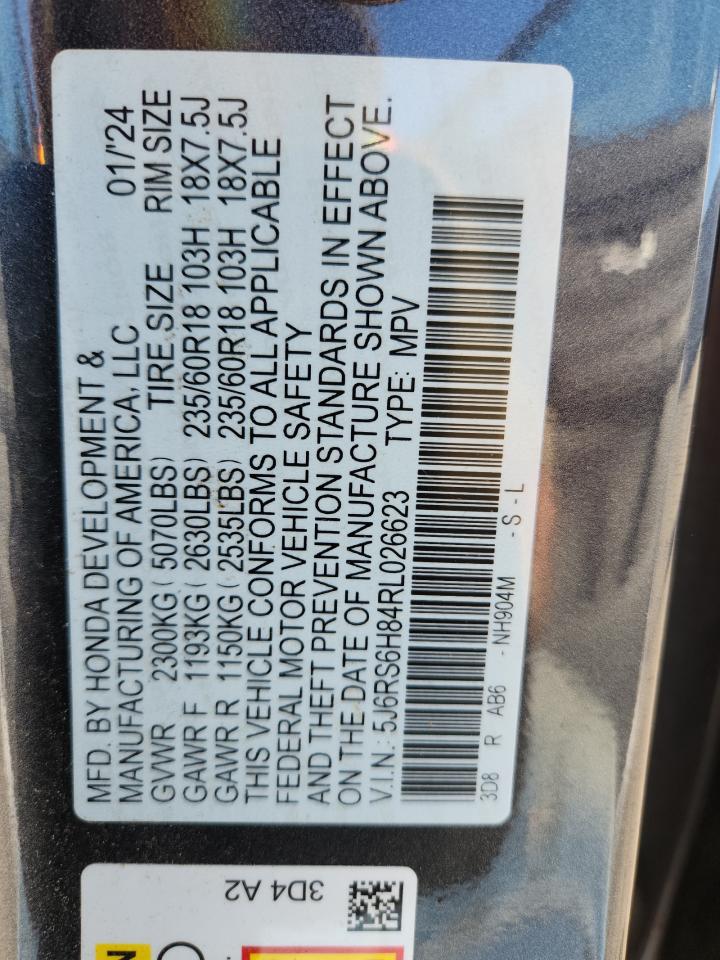 MFD. BY HONDA DEVELOPMENT &
MANUFACTURING OF AMERICA, LLC 01/'24
GVWR 2300KG ( 5070LBS) TIRE SIZE RIM SIZE
GAWR F 1193KG ( 2630LBS) 235/60R18 103H 18X7.5J
GAWR R 1150KG ( 2535LBS) 235/60R18 103H 18X7.5J
THIS VEHICLE CONFORMS TO ALL APPLICABLE
FEDERAL MOTOR VEHICLE SAFETY
AND THEFT PREVENTION STANDARDS IN EFFECT
ON THE DATE OF MANUFACTURE SHOWN ABOVE.
V.I.N.: 5J6RS6H84RL026623 TYPE: MPV
3D8 R AB6 - NH904M - S - L
3D4 A2